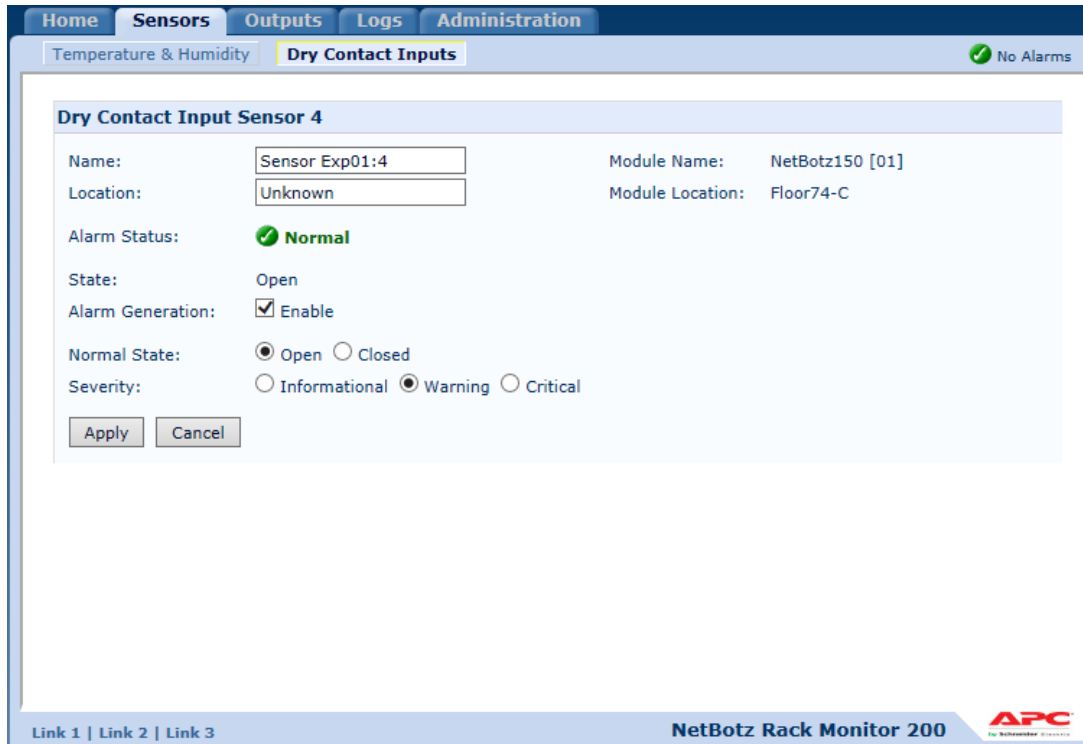 Home Sensors Outputs Logs Administration
Temperature & Humidity Dry Contact Inputs No Alarms
Dry Contact Input Sensor 4
Name: Sensor Exp01:4 Module Name: NetBotz150 [01]
Location: Unknown Module Location: Floor74-C
Alarm Status: Normal
State: Open
Alarm Generation: Enable
Normal State: Open Closed
Severity: Informational Warning Critical
Apply Cancel
Link 1 | Link 2 | Link 3 NetBotz Rack Monitor 200 APC
by Schneider Electric